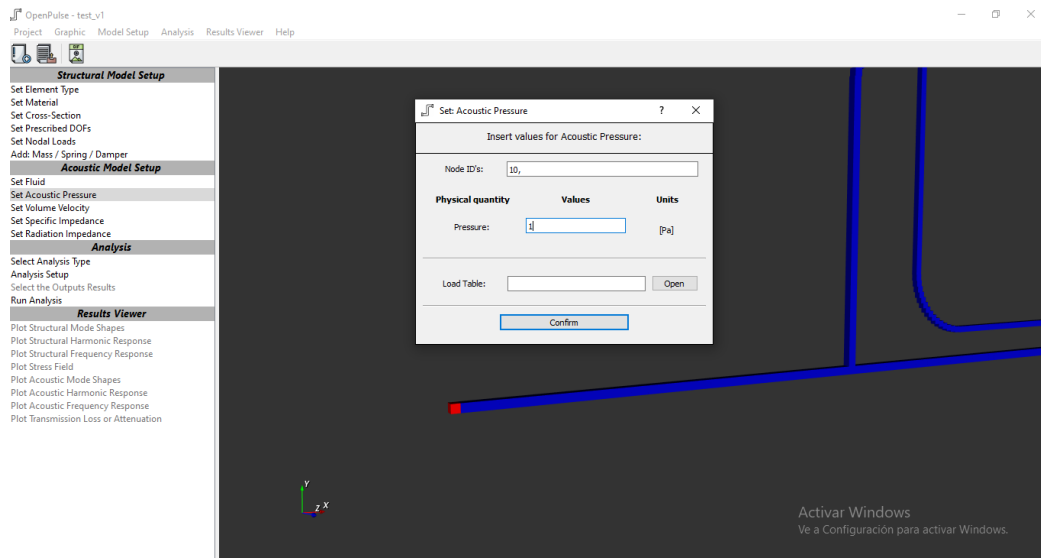 OpenPulse - test_v1
Project Graphic Model Setup Analysis Results Viewer Help
Structural Model Setup
Set Element Type
Set Material
Set Cross-Section
Set Prescribed DOFs
Set Nodal Loads
Add: Mass / Spring / Damper
Acoustic Model Setup
Set Fluid
Set Acoustic Pressure
Set Volume Velocity
Set Specific Impedance
Set Radiation Impedance
Analysis
Select Analysis Type
Analysis Setup
Select the Outputs Results
Run Analysis
Results Viewer
Plot Structural Mode Shapes
Plot Structural Harmonic Response
Plot Structural Frequency Response
Plot Stress Field
Plot Acoustic Mode Shapes
Plot Acoustic Harmonic Response
Plot Acoustic Frequency Response
Plot Transmission Loss or Attenuation
Set: Acoustic Pressure ?
Insert values for Acoustic Pressure:
Node ID's: 10,
Physical quantity Values Units
Pressure: 1 [Pa]
Load Table: Open
Confirm
Y
Z X
Activar Windows
Ve a Configuración para activar Windows.